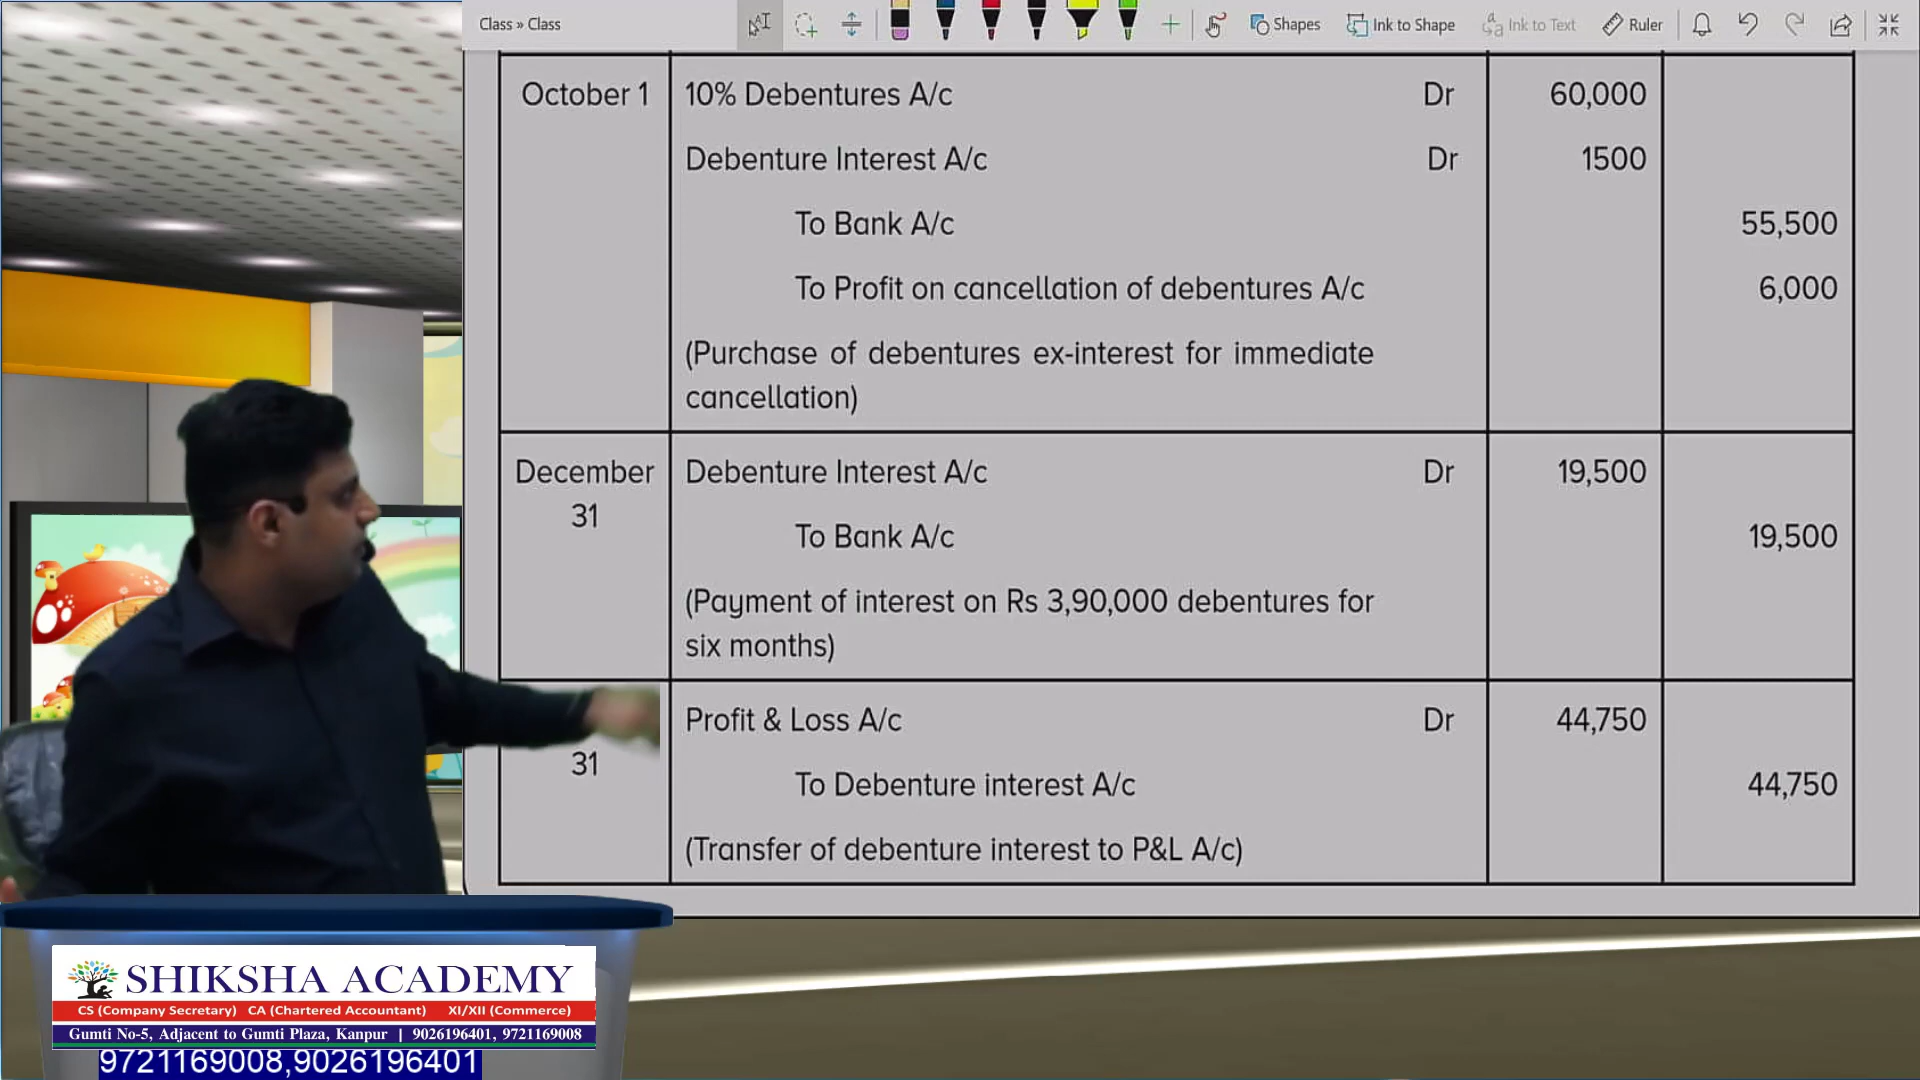 Class » Class
Shapes
Ink to Shape
Ink to Text
Ruler
October 1
10% Debentures A/c Dr 60,000
Debenture Interest A/c Dr 1500
To Bank A/c 55,500
To Profit on cancellation of debentures A/c 6,000
(Purchase of debentures ex-interest for immediate
cancellation)
December
31
Debenture Interest A/c Dr 19,500
To Bank A/c 19,500
(Payment of interest on Rs 3,90,000 debentures for
six months)
31
Profit & Loss A/c Dr 44,750
To Debenture interest A/c 44,750
(Transfer of debenture interest to P&L A/c)
SHIKSHA ACADEMY
CS (Company Secretary) CA (Chartered Accountant) XI/XII (Commerce)
Gumti No-5, Adjacent to Gumti Plaza, Kanpur | 9026196401, 9721169008
9721169008,9026196401